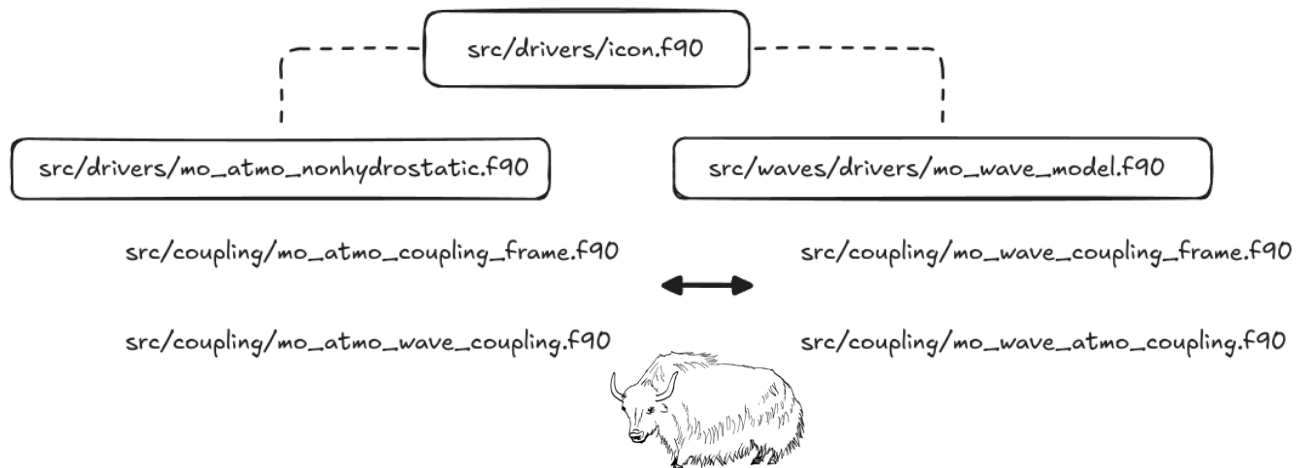 src/drivers/icon.f90
src/drivers/mo_atmo_nonhydrostatic.f90
src/waves/drivers/mo_wave_model.f90
src/coupling/mo_atmo_coupling_frame.f90
src/coupling/mo_wave_coupling_frame.f90
src/coupling/mo_atmo_wave_coupling.f90
src/coupling/mo_wave_atmo_coupling.f90